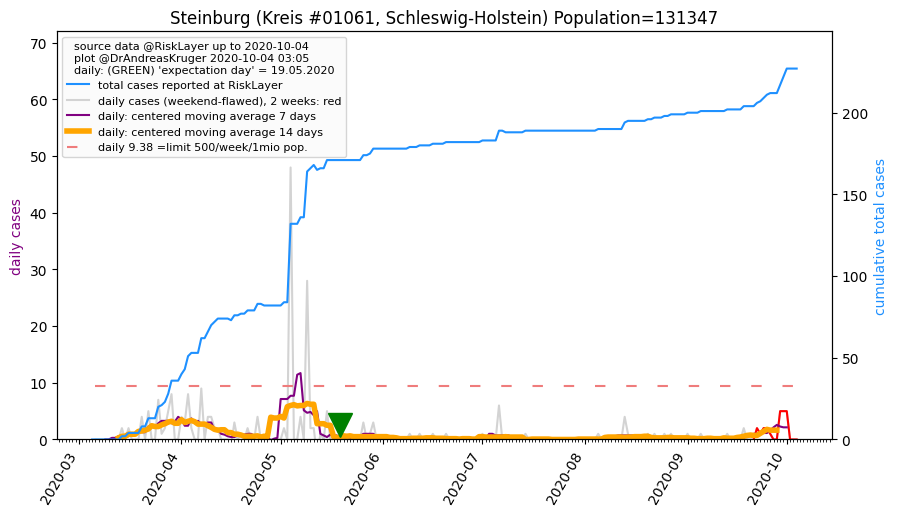 Steinburg (Kreis #01061, Schleswig-Holstein) Population=131347
source data @RiskLayer up to 2020-10-04
plot @DrAndreasKruger 2020-10-04 03:05
daily: (GREEN) 'expectation day' = 19.05.2020
total cases reported at RiskLayer
daily cases (weekend-flawed), 2 weeks: red
daily: centered moving average 7 days
daily: centered moving average 14 days
daily 9.38 =limit 500/week/1mio pop.
daily cases
70
60
50
40
30
20
10
0
cumulative total cases
200
150
100
50
0
2020-03
2020-04
2020-05
2020-06
2020-07
2020-08
2020-09
2020-10